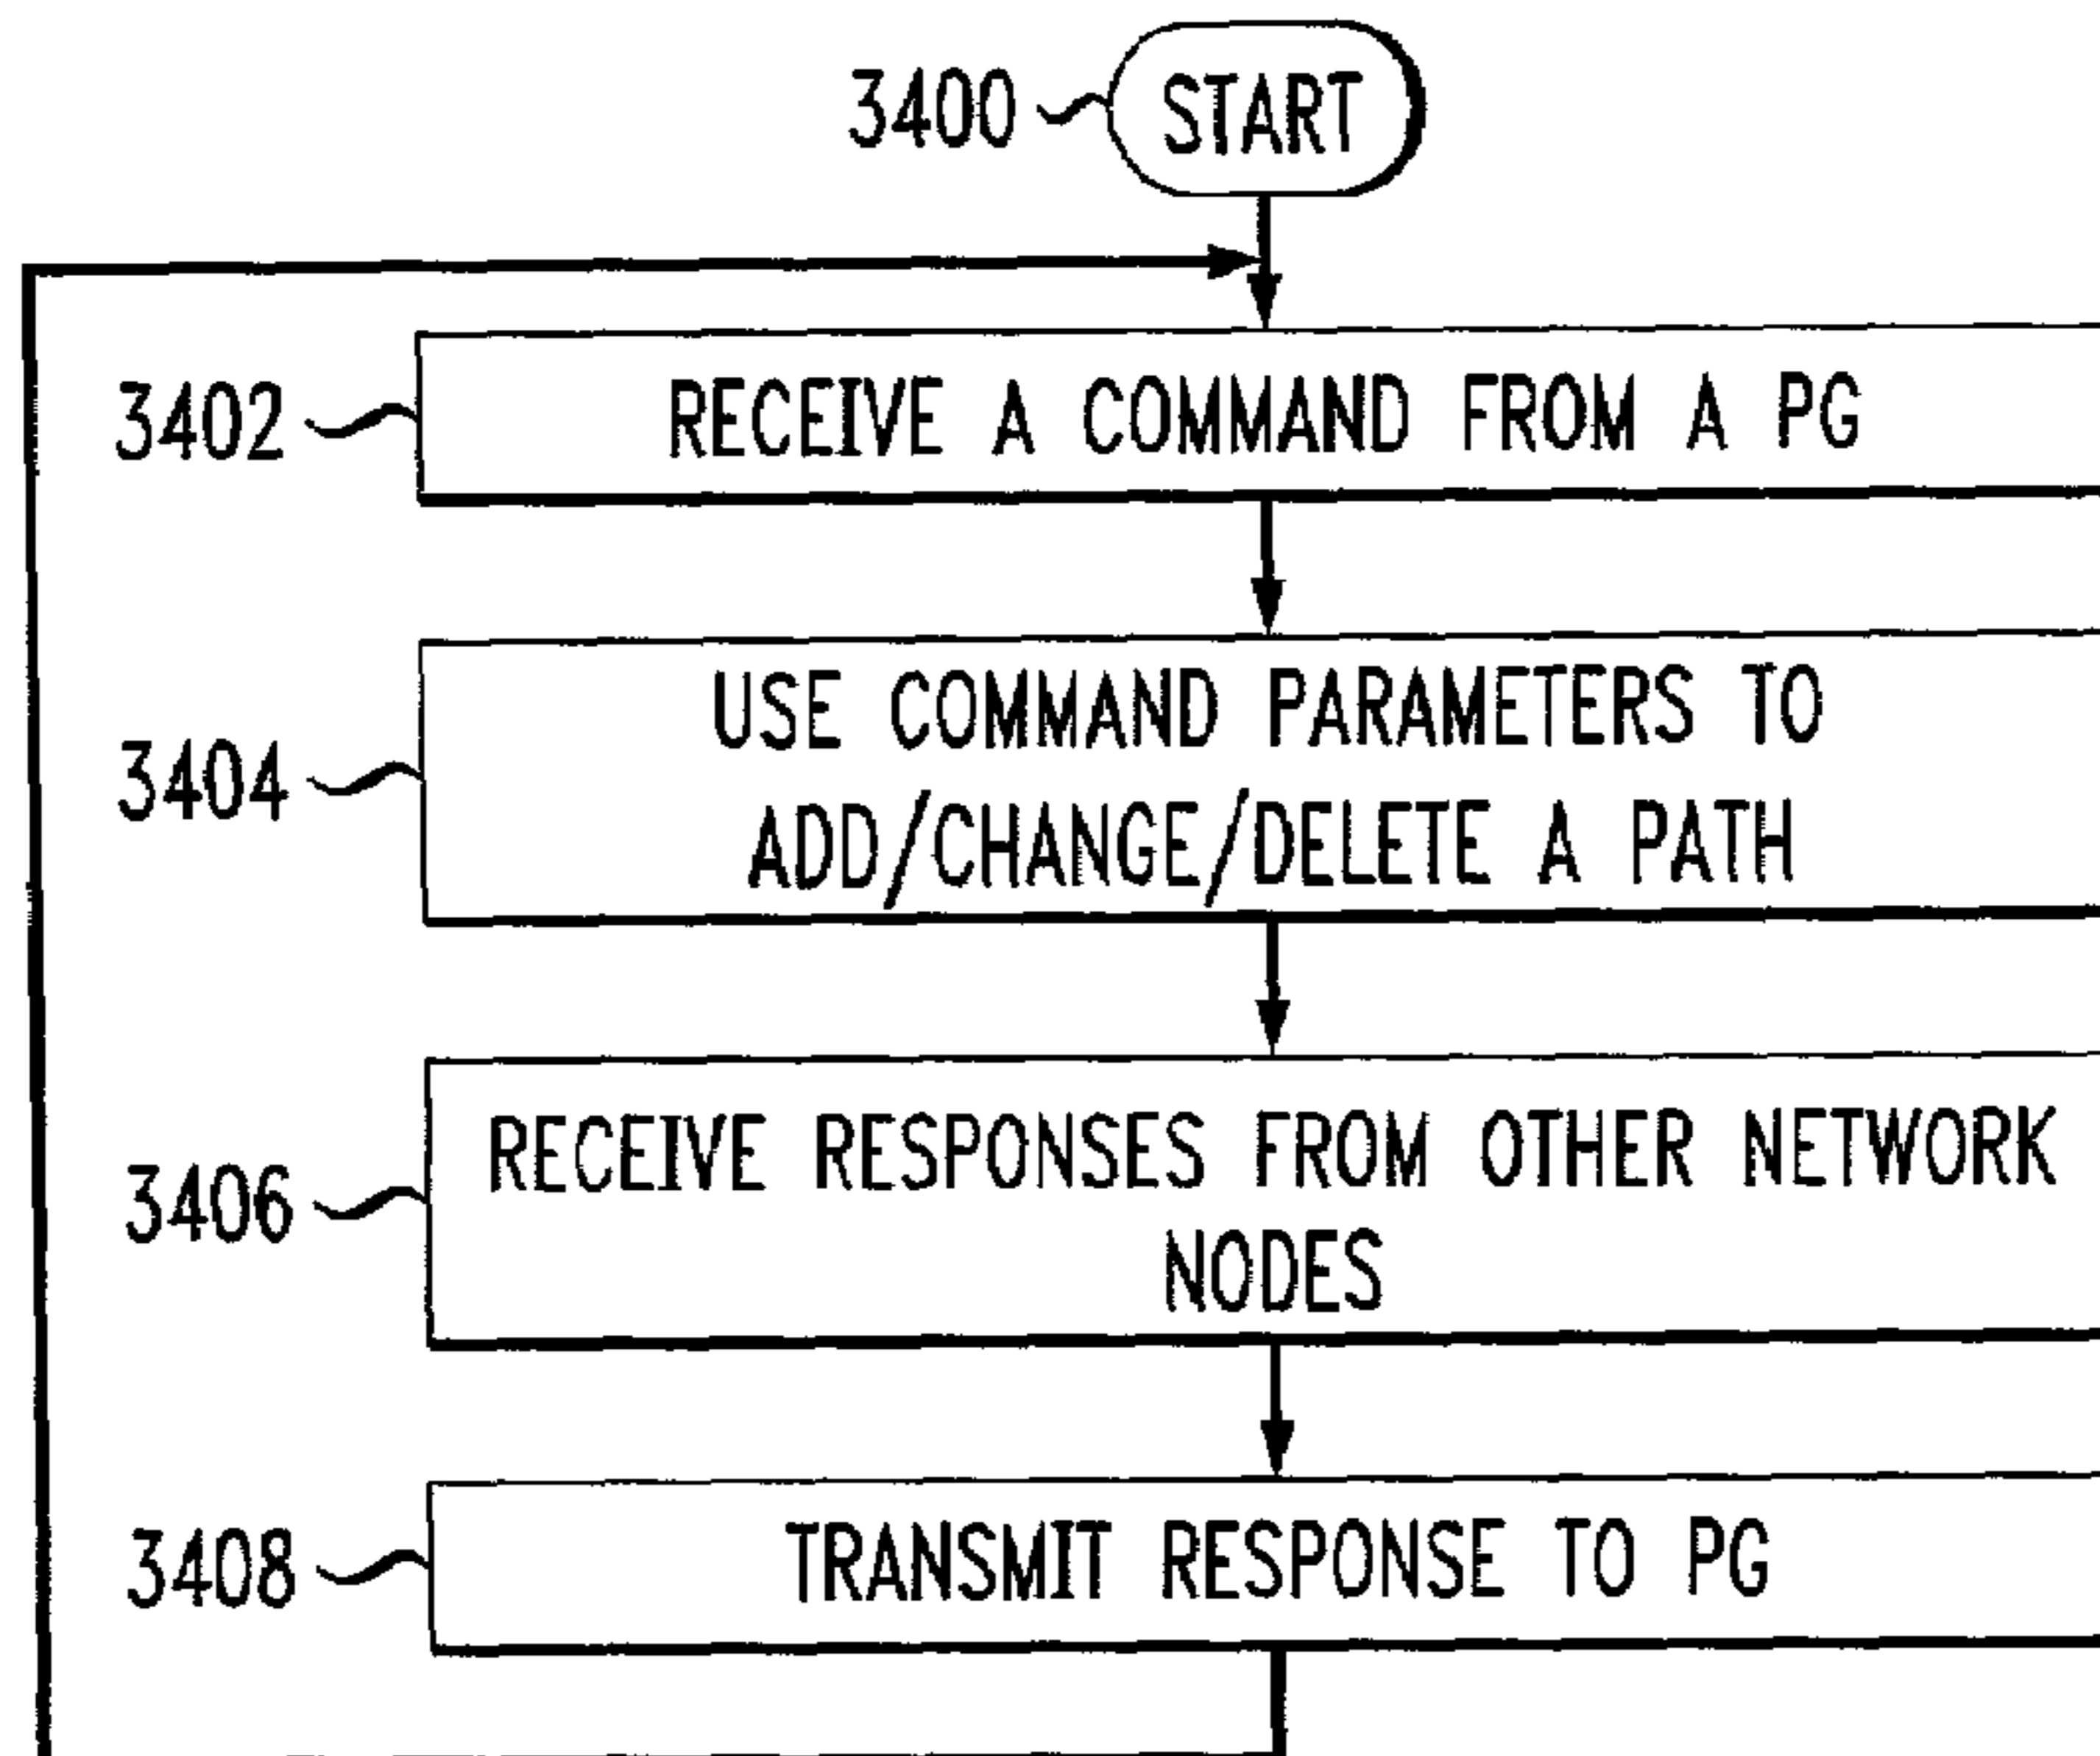 3400 START
3402 RECEIVE A COMMAND FROM A PG
3404 USE COMMAND PARAMETERS TO
ADD/CHANGE/DELETE A PATH
3406 RECEIVE RESPONSES FROM OTHER NETWORK
NODES
3408 TRANSMIT RESPONSE TO PG